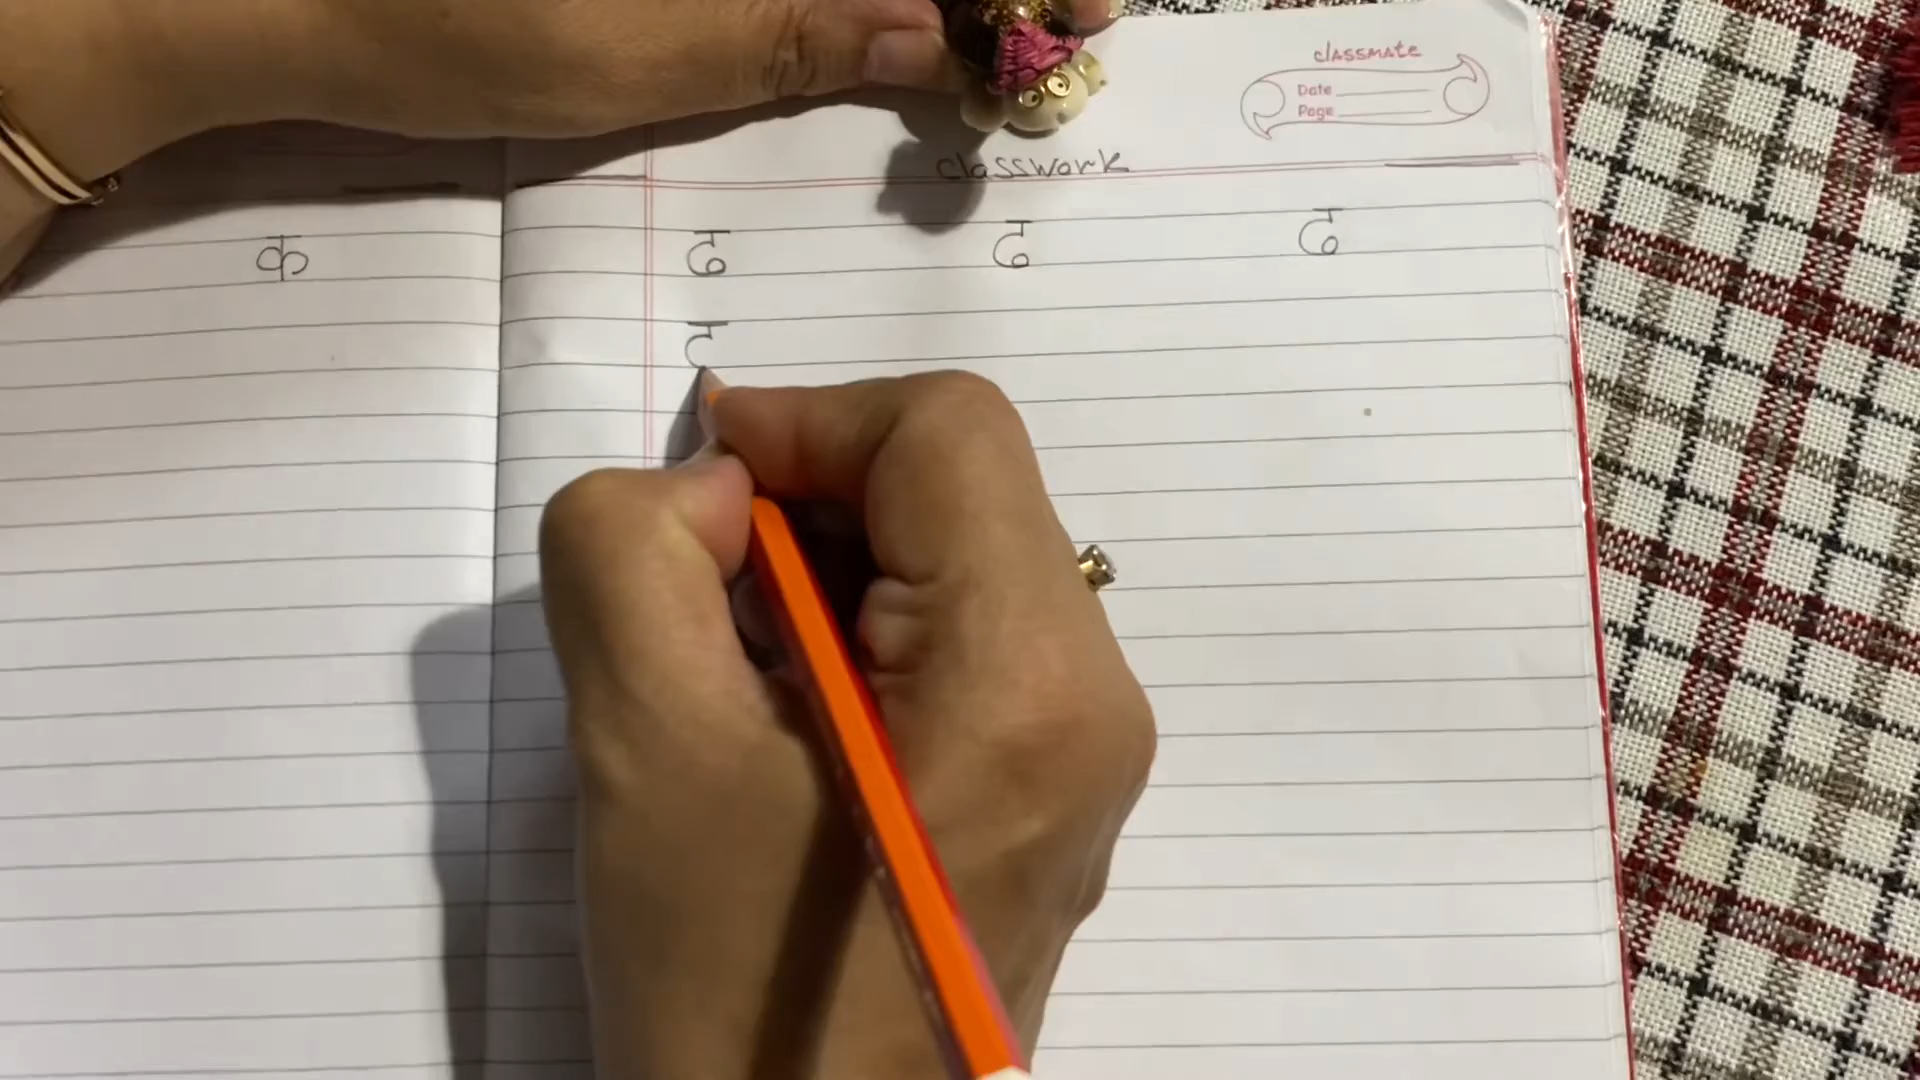 क
classmate
Date
Page
classwork
ढ ढ ढ
ट